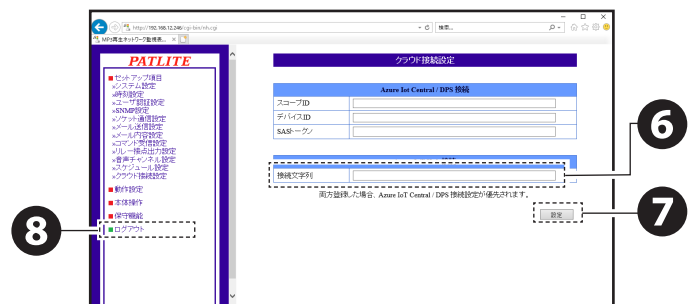 http://192.168.12.246/cgi-bin/nh.cgi
検索...
MP3再生ネットワーク監視表...
PATLITE
クラウド接続設定
■セットアップ項目
»システム設定
»時刻設定
»ユーザ認証設定
»SNMP設定
»ソケット通信設定
»メール送信設定
»メール内容設定
»コマンド受信設定
»リレー接点出力設定
»音声チャンネル設定
»スケジュール設定
»クラウド接続設定
■動作設定
■本体操作
■保守機能
■ログアウト
Azure Iot Central / DPS 接続
スコープID
デバイスID
SASトークン
接続文字列
両方登録した場合、Azure IoT Central / DPS 接続設定が優先されます。
設定
6
7
8